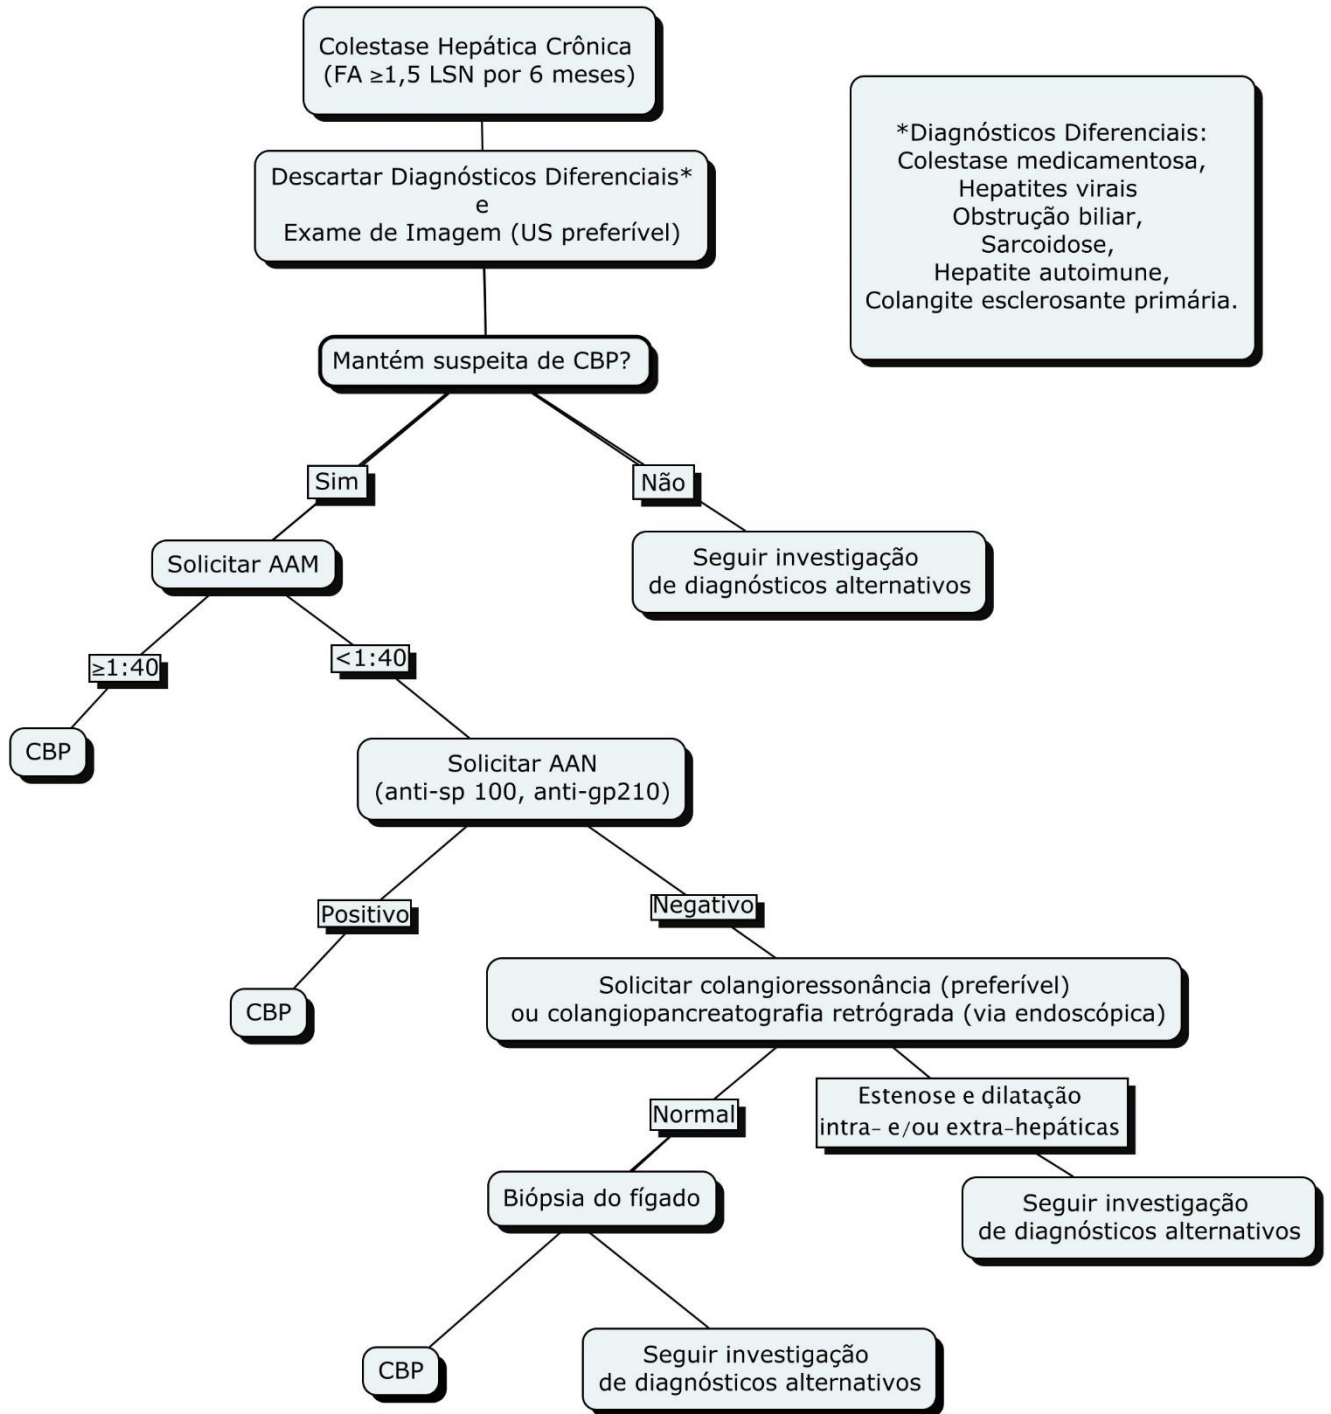 Colestase Hepática Crônica
(FA ≥1,5 LSN por 6 meses)
*Diagnósticos Diferenciais:
Colestase medicamentosa,
Hepatites virais
Obstrução biliar,
Sarcoidose,
Hepatite autoimune,
Colangite esclerosante primária.
Descartar Diagnósticos Diferenciais*
e
Exame de Imagem (US preferível)
Mantém suspeita de CBP?
Sim
Não
Solicitar AAM
Seguir investigação
de diagnósticos alternativos
≥1:40
<1:40
CBP
Solicitar AAN
(anti-sp 100, anti-gp210)
Positivo
Negativo
CBP
Solicitar colangioressonância (preferível)
ou colangiopancreatografia retrógrada (via endoscópica)
Normal
Estenose e dilatação
intra- e/ou extra-hepáticas
Biópsia do fígado
Seguir investigação
de diagnósticos alternativos
CBP
Seguir investigação
de diagnósticos alternativos